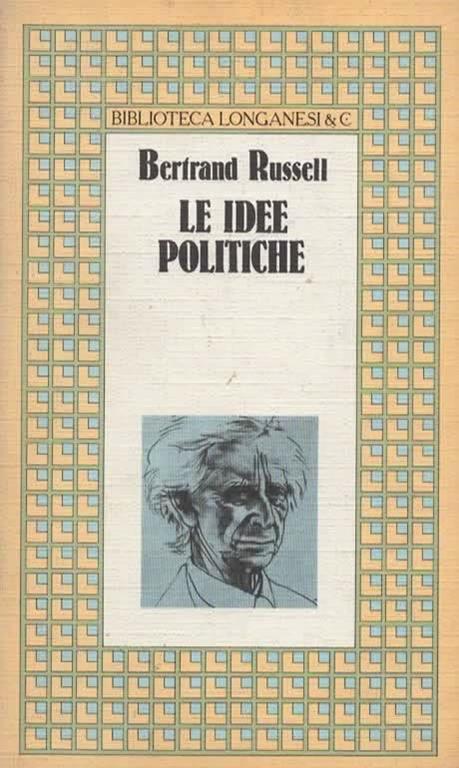 BIBLIOTECA LONGANESI & C.
Bertrand Russell
LE IDEE
POLITICHE